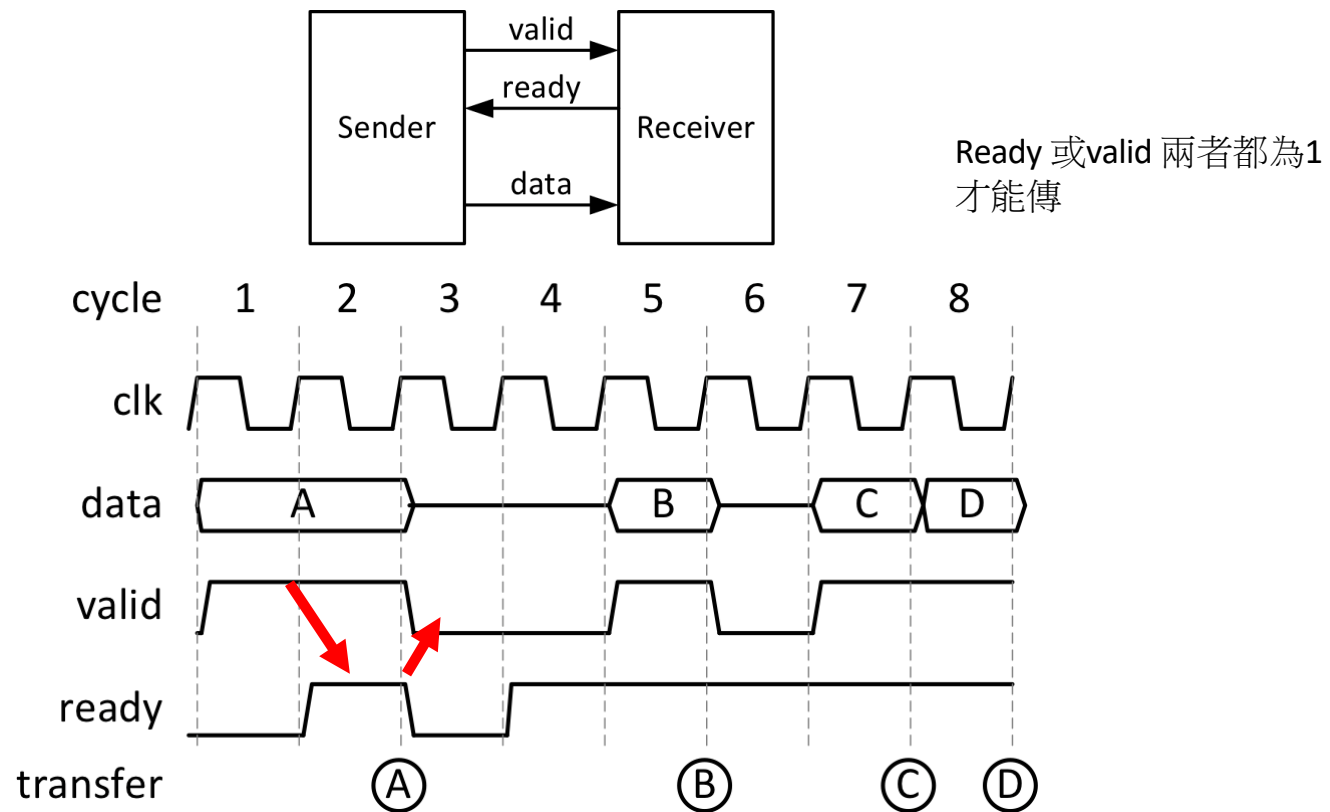 valid
ready
Sender
Receiver
data
Ready 或valid 兩者都為1
才能傳
cycle 1 2 3 4 5 6 7 8
clk
data A B C D
valid
ready
transfer A B C D